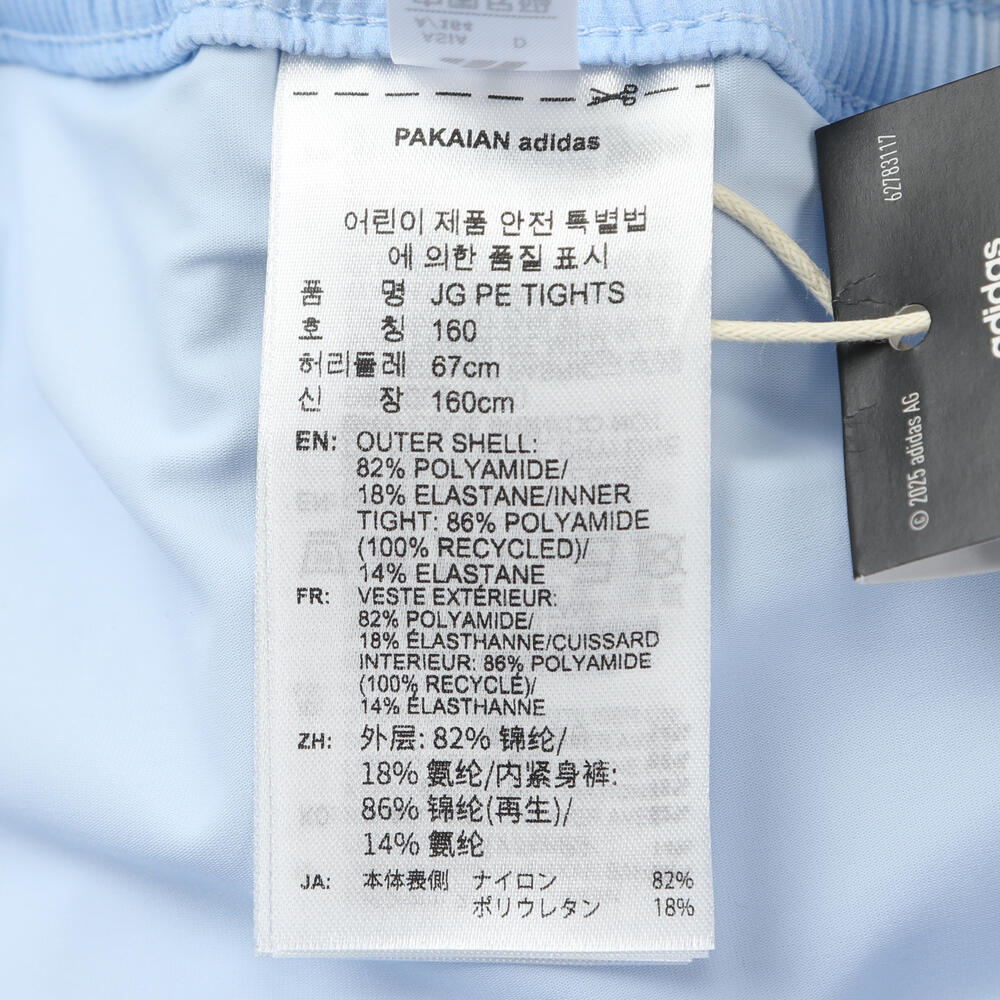 A/164
ASIA D
PAKAIAN adidas
어린이 제품 안전 특별법
에 의한 품질 표시
품 명 JG PE TIGHTS
호 칭 160
허리둘레 67cm
신 장 160cm
EN: OUTER SHELL:
82% POLYAMIDE/
18% ELASTANE/INNER
TIGHT: 86% POLYAMIDE
(100% RECYCLED)/
14% ELASTANE
FR: VESTE EXTÉRIEUR:
82% POLYAMIDE/
18% ÉLASTHANNE/CUISSARD
INTERIEUR: 86% POLYAMIDE
(100% RECYCLÉ)/
14% ÉLASTHANNE
ZH: 外层: 82% 锦纶/
18% 氨纶/内紧身裤:
86% 锦纶(再生)/
14% 氨纶
JA: 本体表側 ナイロン 82%
ポリウレタン 18%
62783117
adidas
© 2025 adidas AG